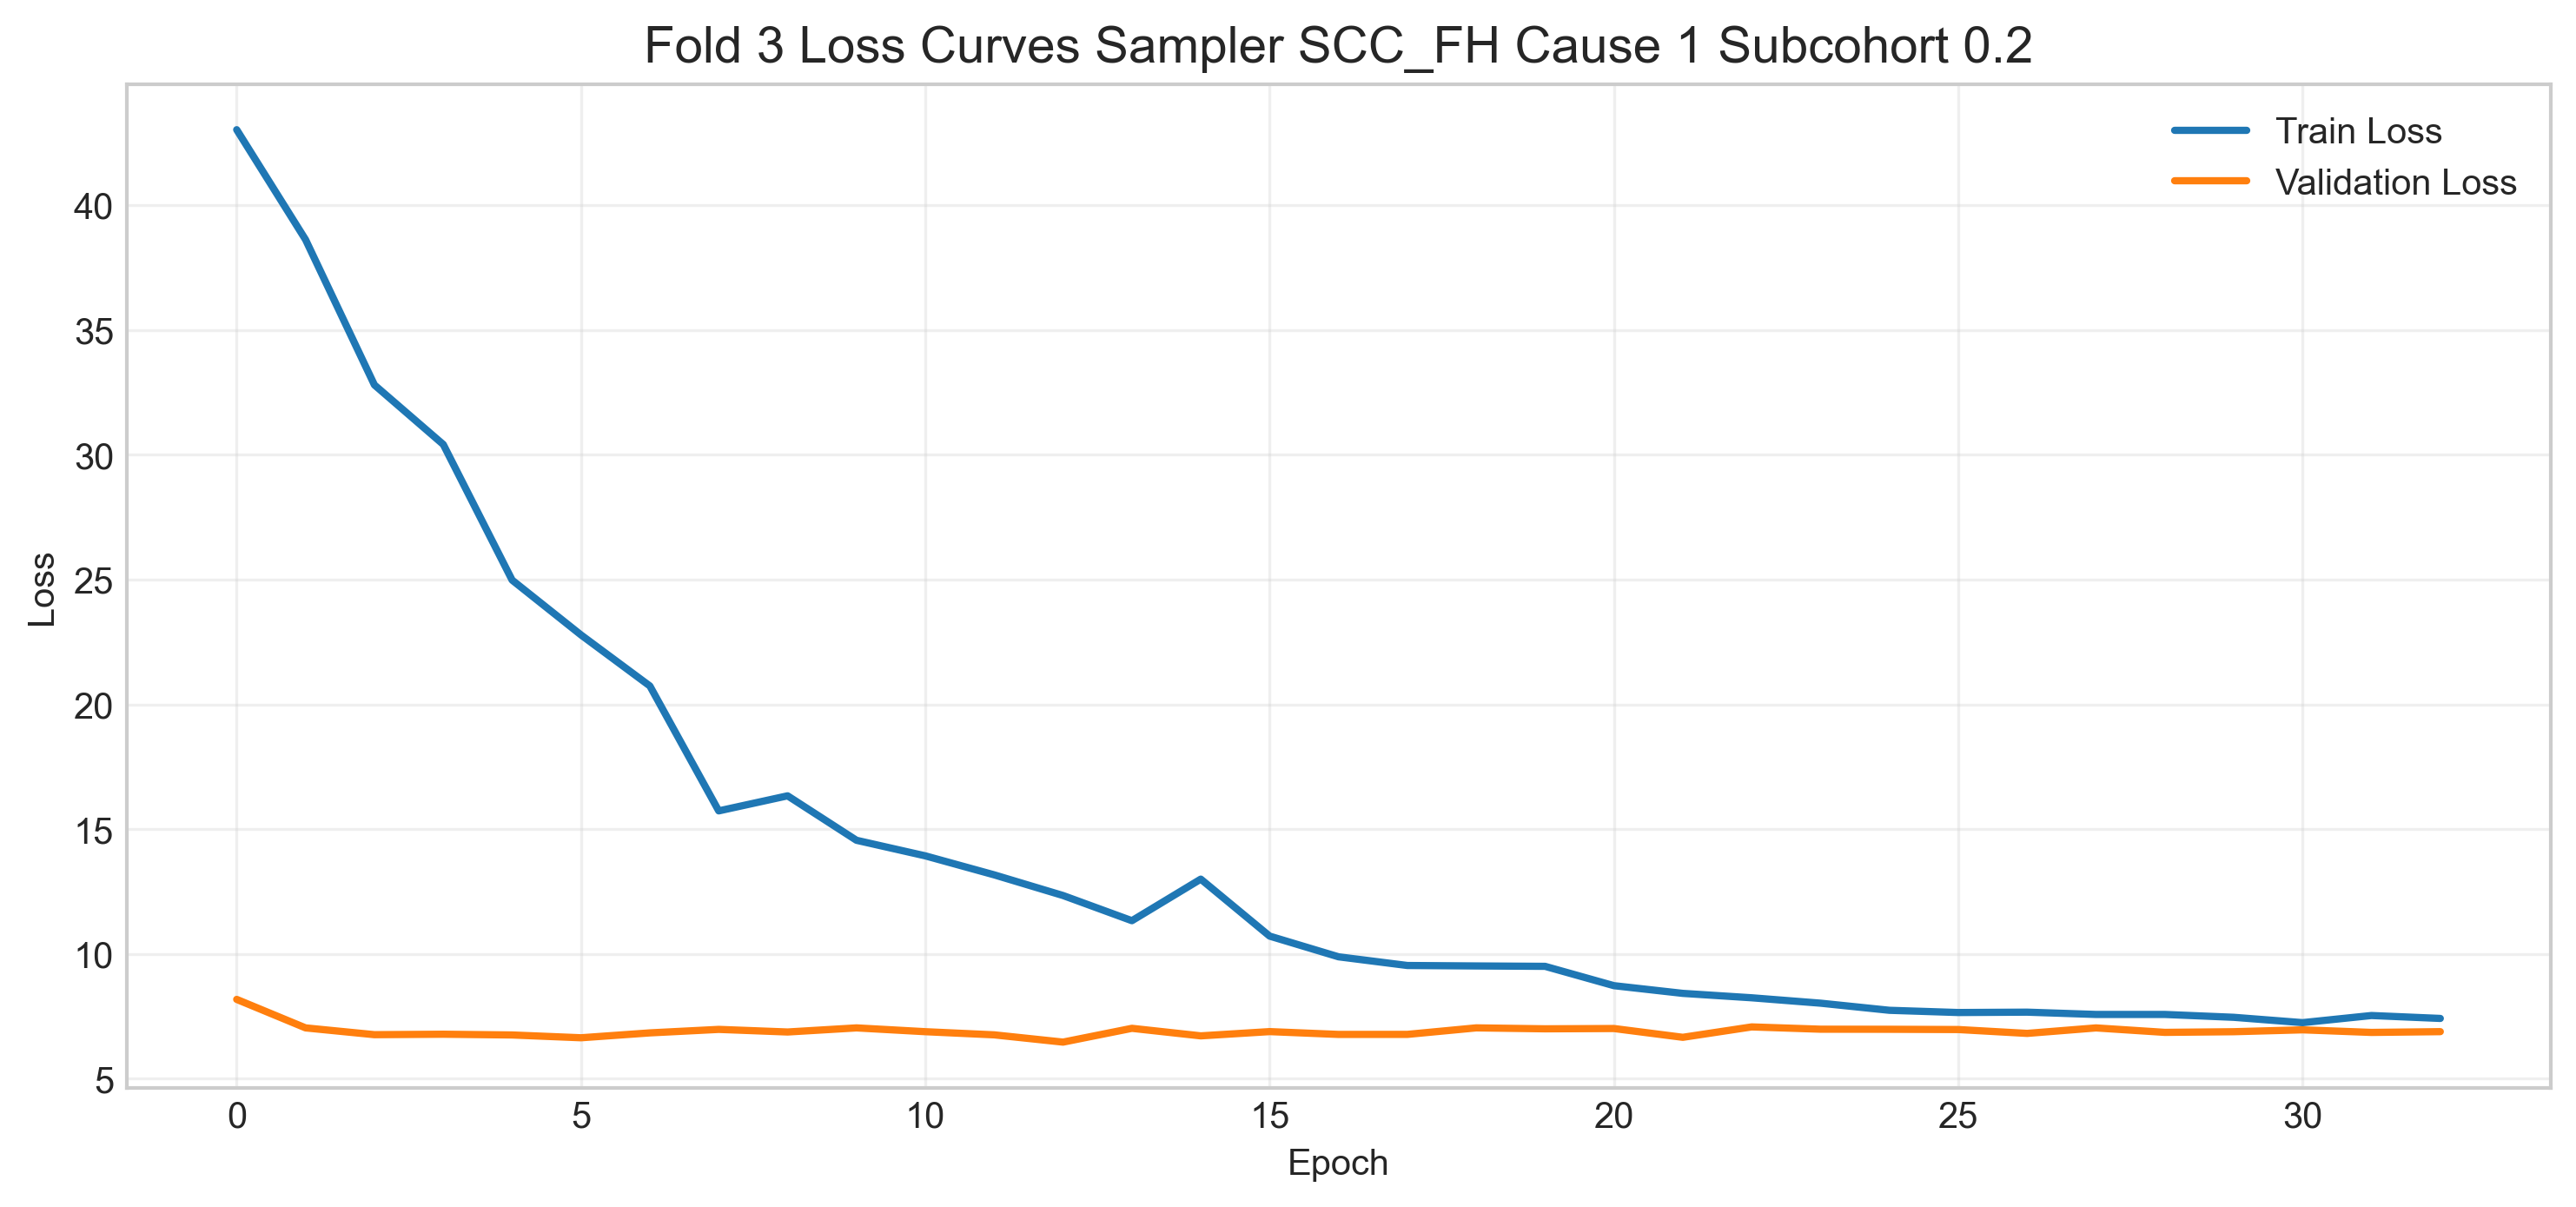 Fold 3 Loss Curves Sampler SCC_FH Cause 1 Subcohort 0.2
Train Loss
Validation Loss
40
35
30
25
20
15
10
5
Loss
0 5 10 15 20 25 30
Epoch